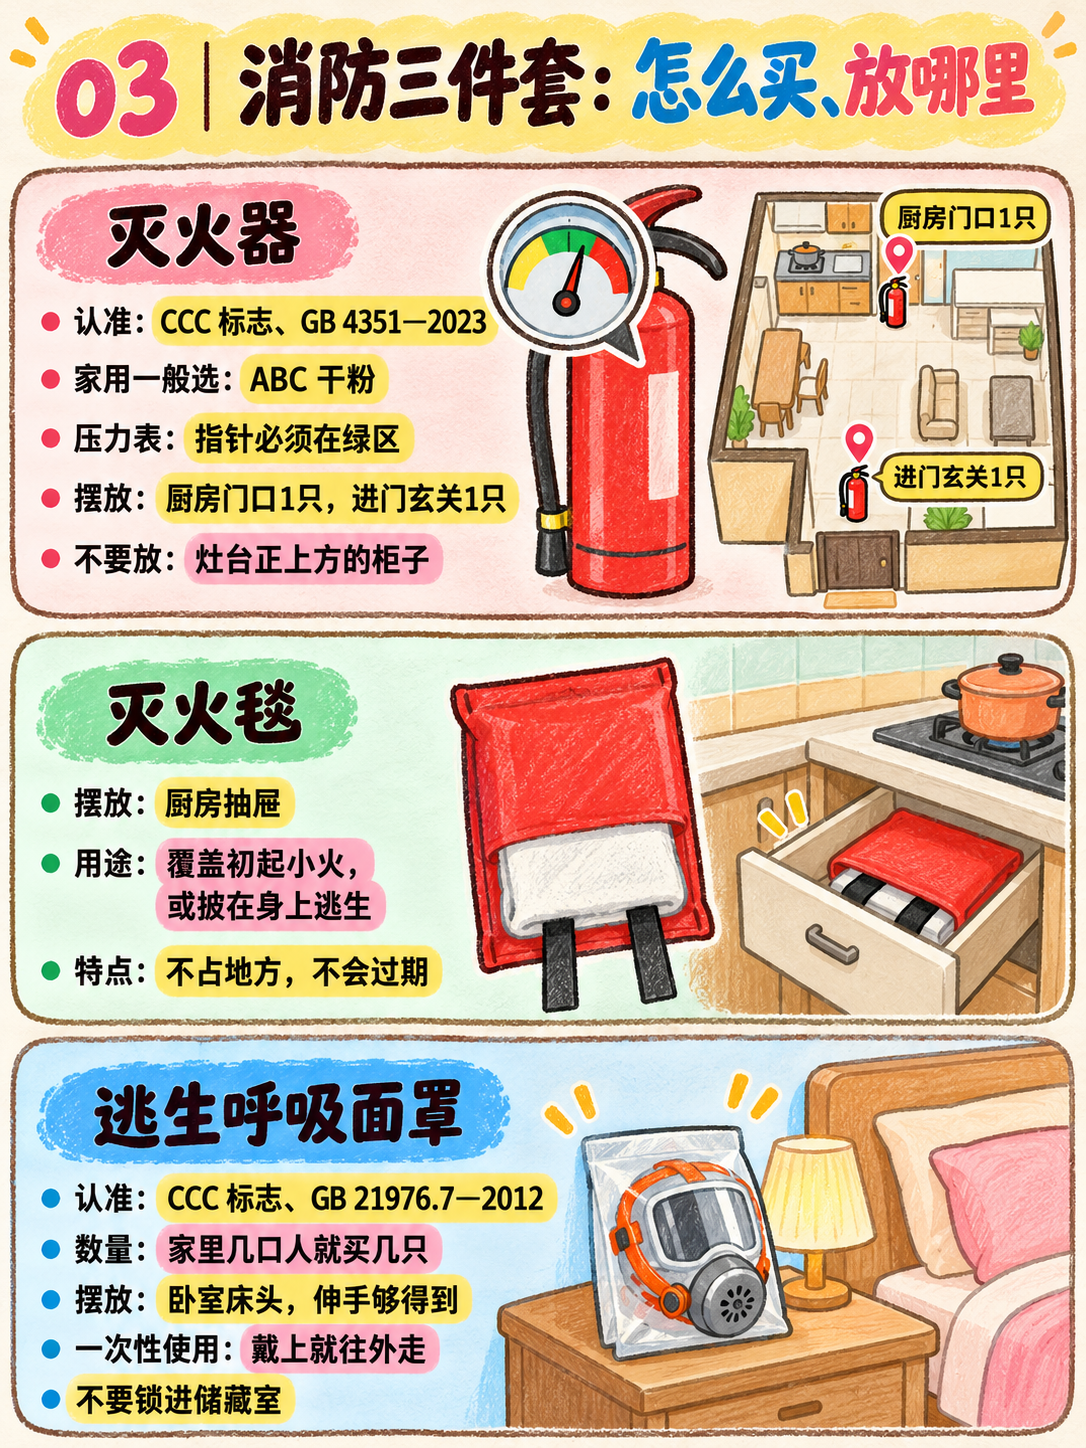 03 消防三件套：怎么买、放哪里
灭火器
认准：CCC 标志、GB 4351—2023
家用一般选：ABC 干粉
压力表：指针必须在绿区
摆放：厨房门口1只，进门玄关1只
不要放：灶台正上方的柜子
厨房门口1只
进门玄关1只
灭火毯
摆放：厨房抽屉
用途：覆盖初起小火，
或披在身上逃生
特点：不占地方，不会过期
逃生呼吸面罩
认准：CCC 标志、GB 21976.7—2012
数量：家里几口人就买几只
摆放：卧室床头，伸手够得到
一次性使用：戴上就往外走
不要锁进储藏室